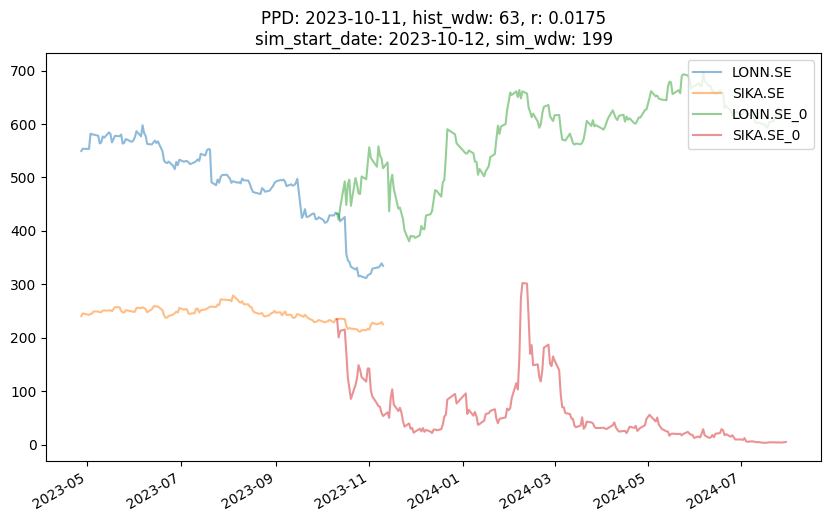 PPD: 2023-10-11, hist_wdw: 63, r: 0.0175
sim_start_date: 2023-10-12, sim_wdw: 199
LONN.SE
SIKA.SE
LONN.SE_0
SIKA.SE_0
700
600
500
400
300
200
100
0
2023-05
2023-07
2023-09
2023-11
2024-01
2024-03
2024-05
2024-07